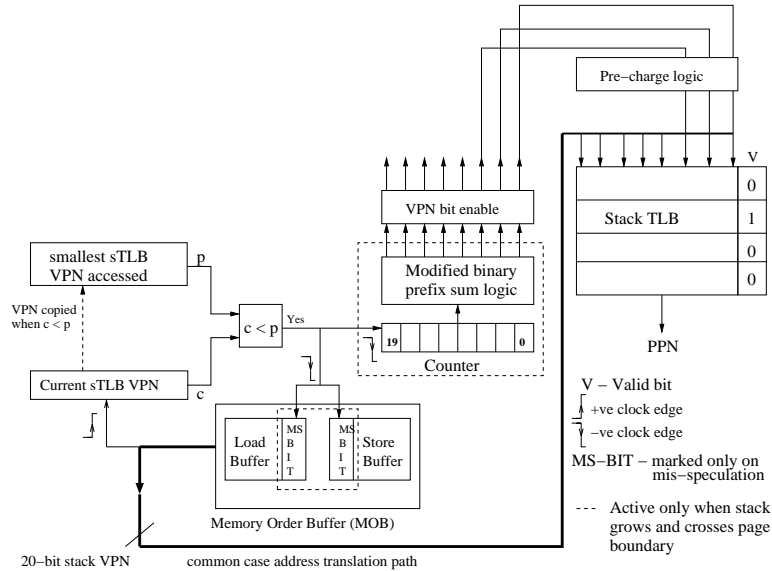 Pre−charge logic
V
0
Stack TLB
1
0
0
VPN bit enable
Modified binary
prefix sum logic
19
0
Counter
smallest sTLB
VPN accessed
p
VPN copied
when c < p
c < p
Yes
Current sTLB VPN
c
PPN
V − Valid bit
+ve clock edge
−ve clock edge
MS−BIT − marked only on
mis−speculation
Active only when stack
grows and crosses page
boundary
Load
Buffer
MS
B
I
T
MS
B
I
T
Store
Buffer
Memory Order Buffer (MOB)
20−bit stack VPN
common case address translation path